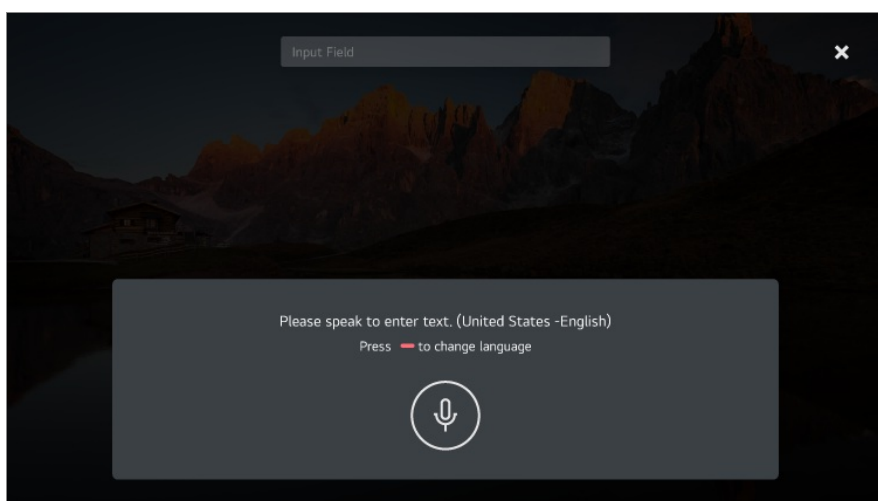 Input Field
Please speak to enter text. (United States -English)
Press to change language